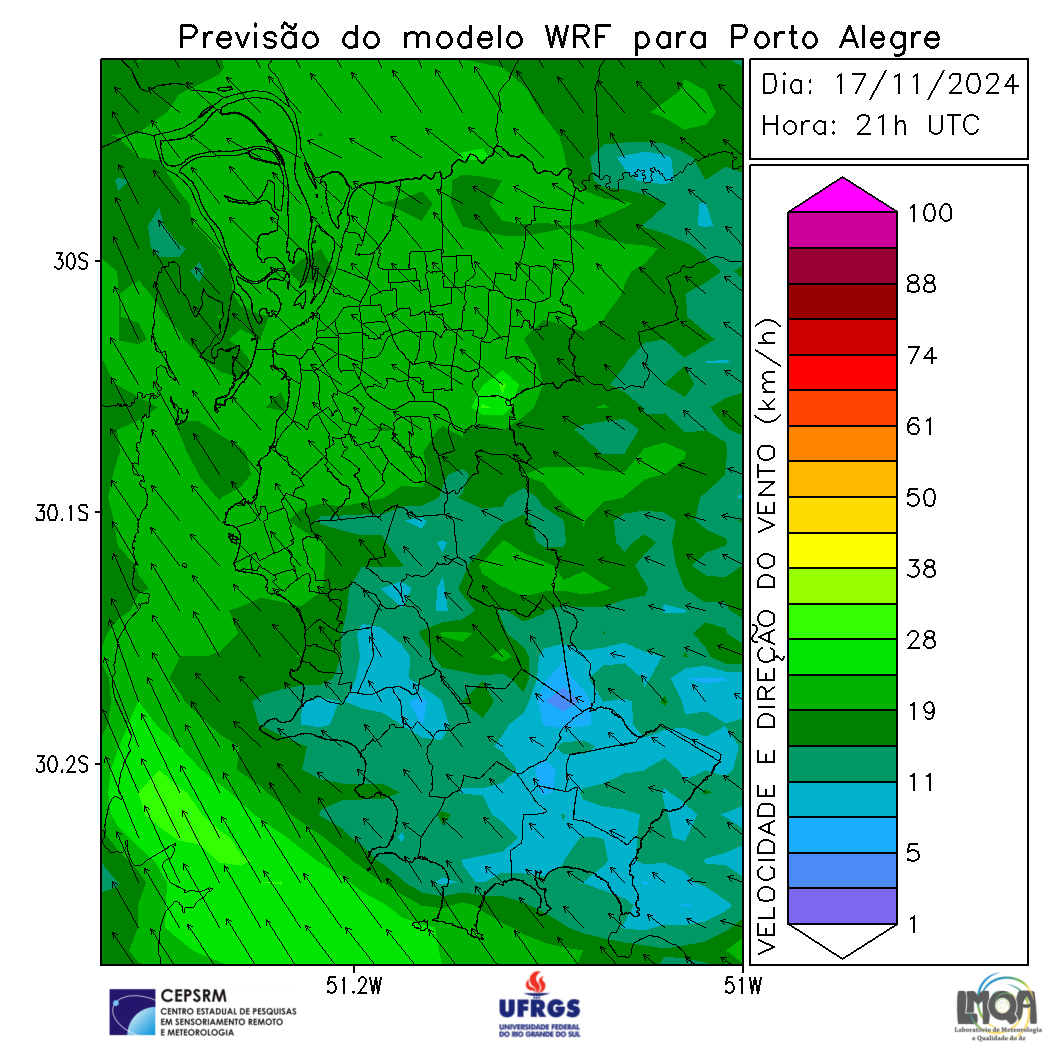 Previsão do modelo WRF para Porto Alegre
Dia: 17/11/2024
Hora: 21h UTC
30S
30.1S
30.2S
51.2W
51W
VELOCIDADE E DIREÇÃO DO VENTO (km/h)
100
88
74
61
50
38
28
19
11
5
1
CEPSRM
CENTRO ESTADUAL DE PESQUISAS
EM SENSORIAMENTO REMOTO
E METEOROLOGIA
UFRGS
UNIVERSIDADE FEDERAL
DO RIO GRANDE DO SUL
LMQA
Laboratório de Meteorologia
e Qualidade do Ar